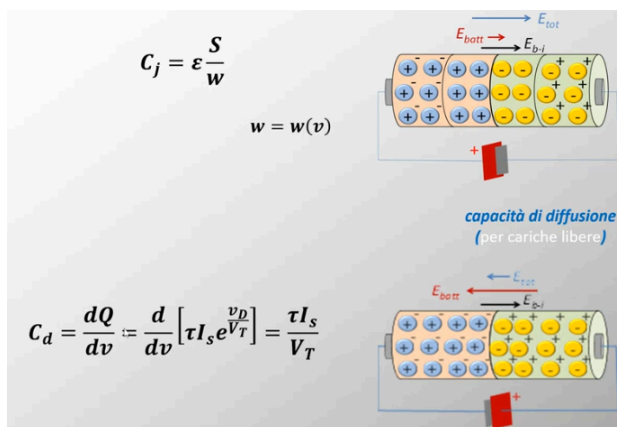 E_tot
E_batt
E_b-i
C_j = ε S/w
w = w(v)
+
capacità di diffusione
(per cariche libere)
E_tot
E_batt
E_b-i
C_d = dQ/dv := d/dv [τI_s e^(v_D/V_T)] = τI_s/V_T
+